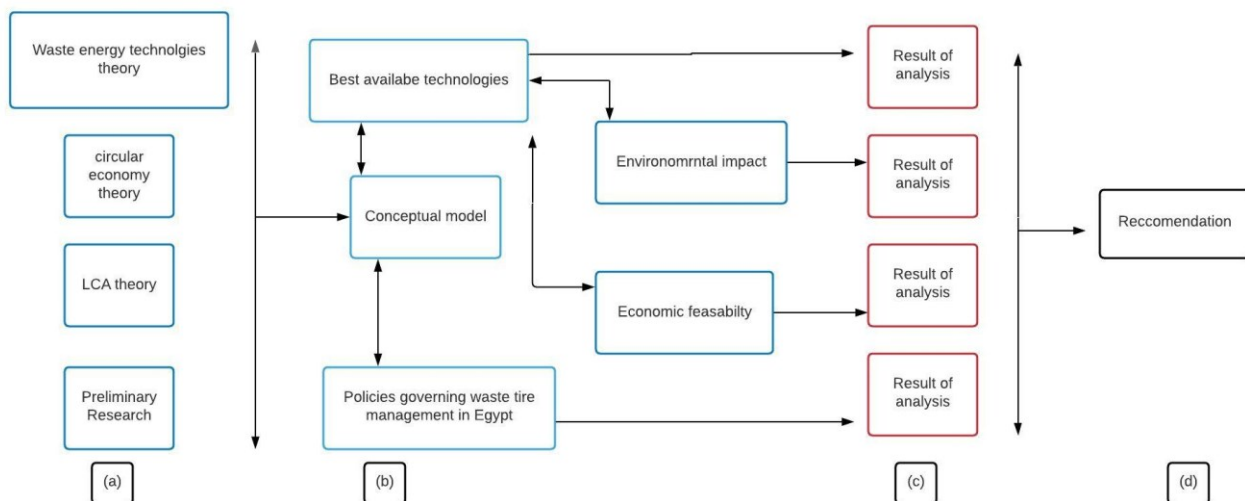 Waste energy technolgies
theory
circular
economy
theory
LCA theory
Preliminary
Research
(a)
Best availabe technologies
Environomrntal impact
Conceptual model
Economic feasabilty
Policies governing waste tire
management in Egypt
(b)
Result of
analysis
Result of
analysis
Result of
analysis
Result of
analysis
(c)
Reccomendation
(d)